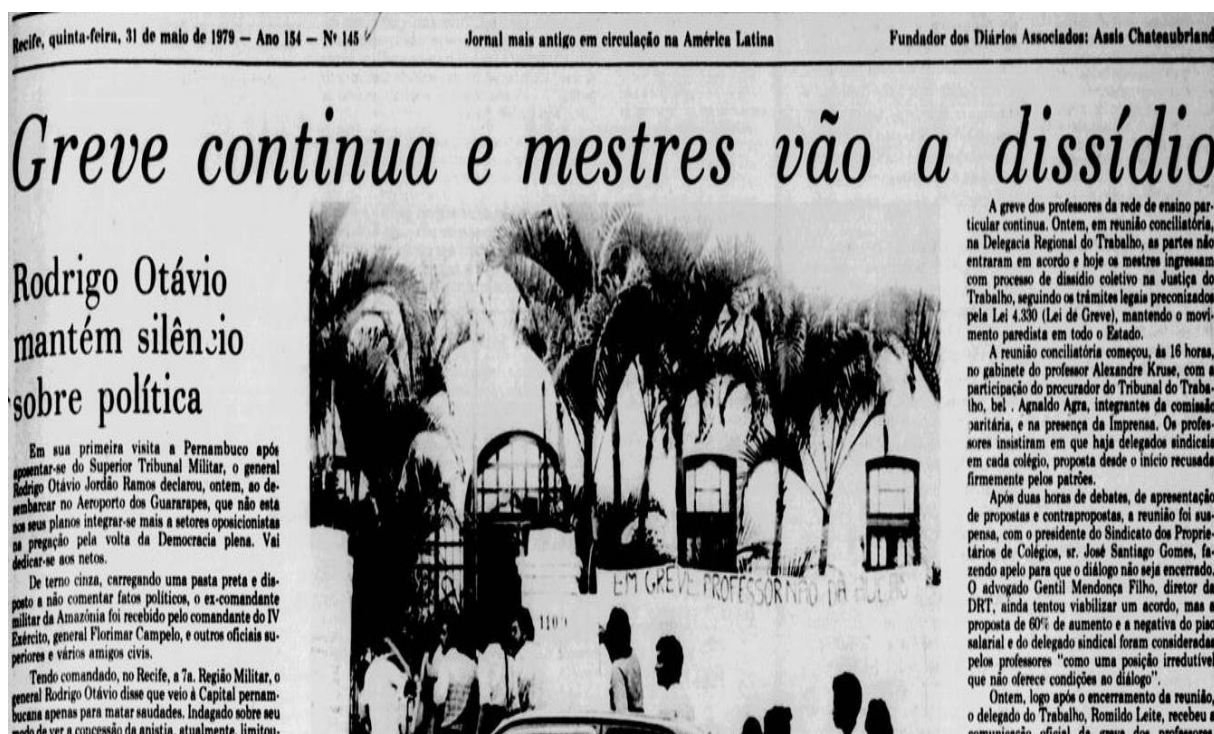 Recife, quinta-feira, 31 de maio de 1979 — Ano 154 — Nº 145
Jornal mais antigo em circulação na América Latina
Fundador dos Diários Associados: Assis Chateaubriand
Greve continua e mestres vão a dissídio
Rodrigo Otávio
mantém silêncio
sobre política
Em sua primeira visita a Pernambuco após
aposentar-se do Superior Tribunal Militar, o general
Rodrigo Otávio Jordão Ramos declarou, ontem, ao de-
sembarcar no Aeroporto dos Guararapes, que não está
nos seus planos integrar-se mais a setores oposicionistas
na pregação pela volta da Democracia plena. Vai
dedicar-se aos netos.
De terno cinza, carregando uma pasta preta e dis-
posto a não comentar fatos políticos, o ex-comandante
militar da Amazônia foi recebido pelo comandante do IV
Exército, general Florimar Campelo, e outros oficiais su-
periores e vários amigos civis.
Tendo comandado, no Recife, a 7a. Região Militar, o
general Rodrigo Otávio disse que veio à Capital pernam-
bucana apenas para matar saudades. Indagado sobre seu
modo de ver a concessão da anistia, atualmente, limitou-
EM GREVE PROFESSOR NÃO DÁ AULAS
1109
A greve dos professores da rede de ensino par-
ticular continua. Ontem, em reunião conciliatória,
na Delegacia Regional do Trabalho, as partes não
entraram em acordo e hoje os mestres ingressam
com processo de dissídio coletivo na Justiça do
Trabalho, seguindo os trâmites legais preconizados
pela Lei 4.330 (Lei de Greve), mantendo o movi-
mento paredista em todo o Estado.
A reunião conciliatória começou, às 16 horas,
no gabinete do professor Alexandre Kruse, com a
participação do procurador do Tribunal do Traba-
lho, bel . Agnaldo Agra, integrantes da comissão
paritária, e na presença da Imprensa. Os profes-
sores insistiram em que haja delegados sindicais
em cada colégio, proposta desde o início recusada
firmemente pelos patrões.
Após duas horas de debates, de apresentação
de propostas e contrapropostas, a reunião foi sus-
pensa, com o presidente do Sindicato dos Proprie-
tários de Colégios, sr. José Santiago Gomes, fa-
zendo apelo para que o diálogo não seja encerrado.
O advogado Gentil Mendonça Filho, diretor da
DRT, ainda tentou viabilizar um acordo, mas a
proposta de 60% de aumento e a negativa do piso
salarial e do delegado sindical foram consideradas
pelos professores "como uma posição irredutível
que não oferece condições ao diálogo".
Ontem, logo após o encerramento da reunião,
o delegado do Trabalho, Romildo Leite, recebeu a
comunicação oficial da greve dos professores